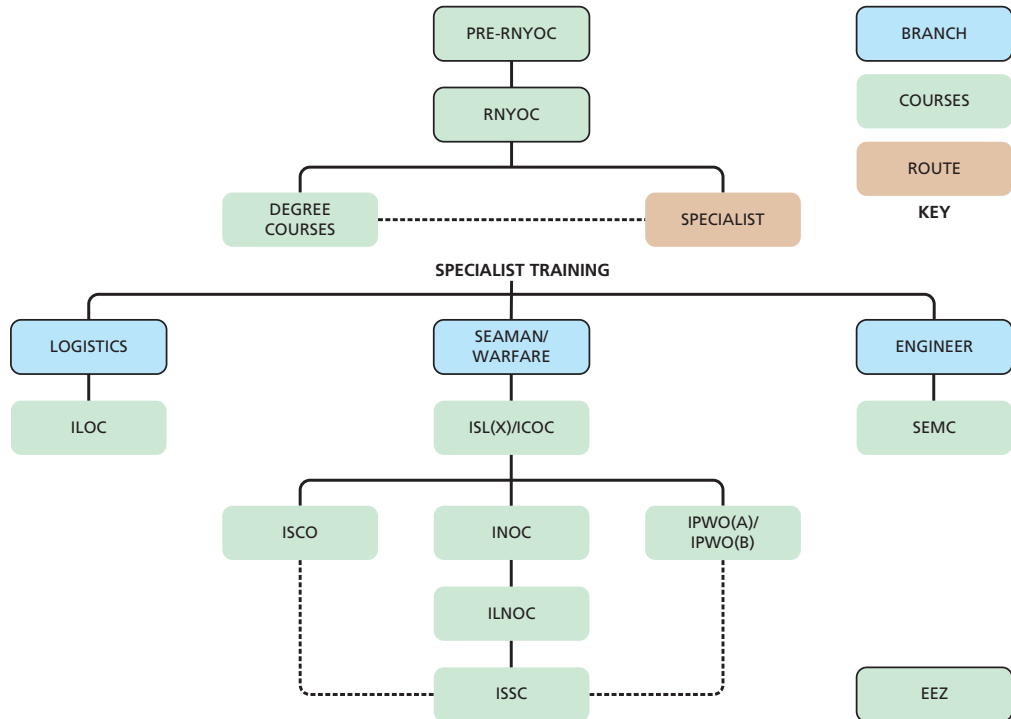 PRE-RNYOC
BRANCH
RNYOC
COURSES
ROUTE
KEY
DEGREE
COURSES
SPECIALIST
SPECIALIST TRAINING
LOGISTICS
SEAMAN/
WARFARE
ENGINEER
ILOC
ISL(X)/ICOC
SEMC
ISCO
INOC
IPWO(A)/
IPWO(B)
ILNOC
ISSC
EEZ